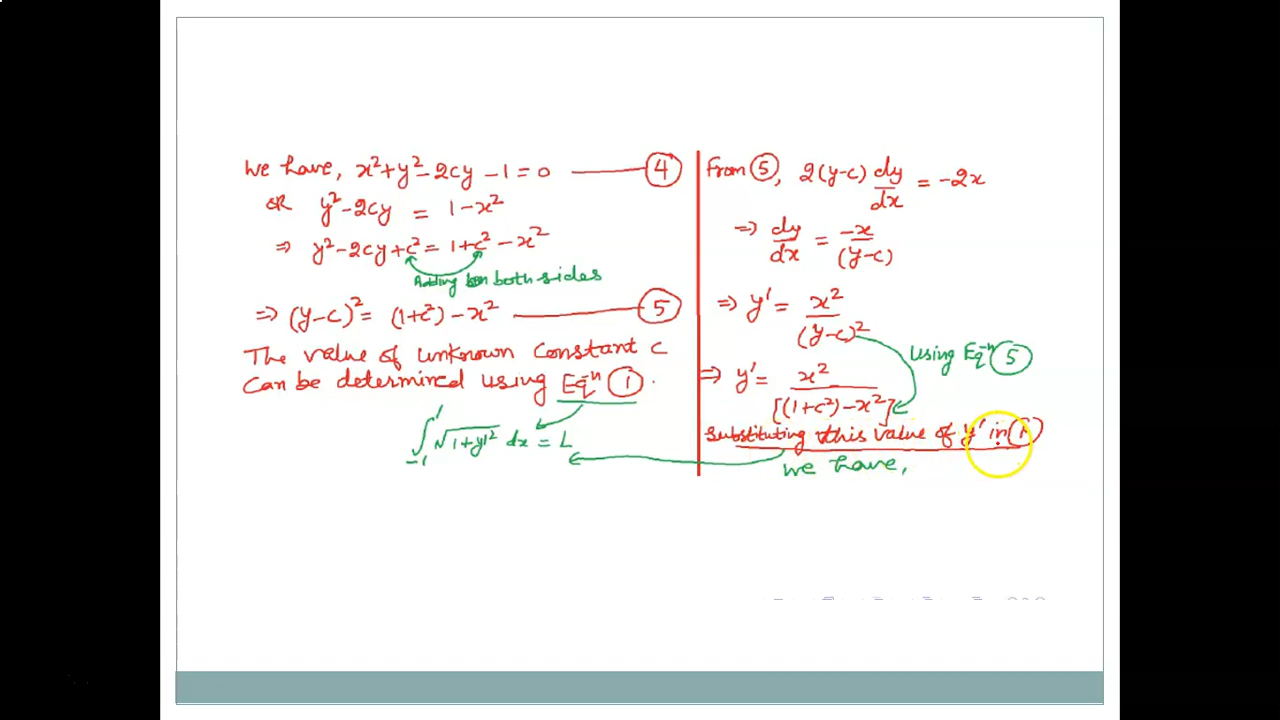 We have, x²+y²-2cy-1=0 ④
OR y²-2cy = 1-x²
⇒ y²-2cy+c² = 1+c²-x²
Adding on both sides
⇒ (y-c)² = (1+c²)-x² ⑤
The value of unknown constant c
can be determined using Eq-ⁿ ① .
∫₋₁¹ √1+y'² dx = L
From ⑤, 2(y-c) dy/dx = -2x
⇒ dy/dx = -x/(y-c)
⇒ y' = x²/(y-c)²
using Eq-ⁿ ⑤
⇒ y' = x²/[(1+c²)-x²]
Substituting this value of y' in ①
we have,